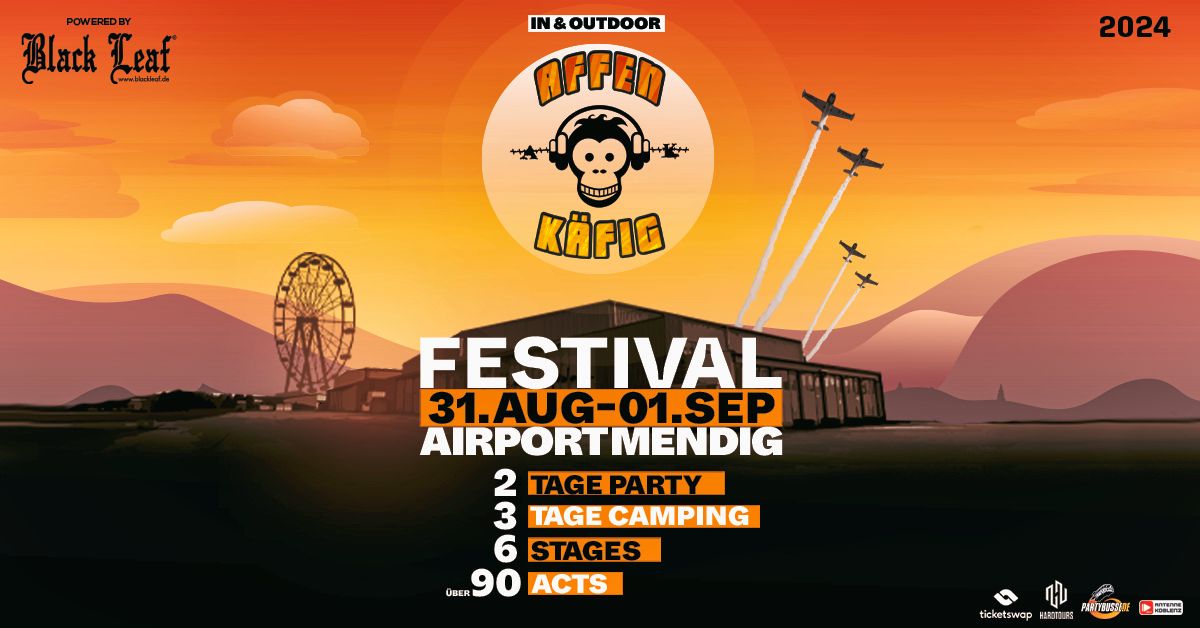 POWERED BY
Black Leaf
www.blackleaf.de
IN & OUTDOOR
2024
AFFEN
A K
KÄFIG
FESTIVAL
31.AUG-01.SEP
AIRPORT MENDIG
2 TAGE PARTY
3 TAGE CAMPING
6 STAGES
ÜBER 90 ACTS
ticketswap
HARDTOURS
PARTYBUSSE.DE
ANTENNE
KOBLENZ